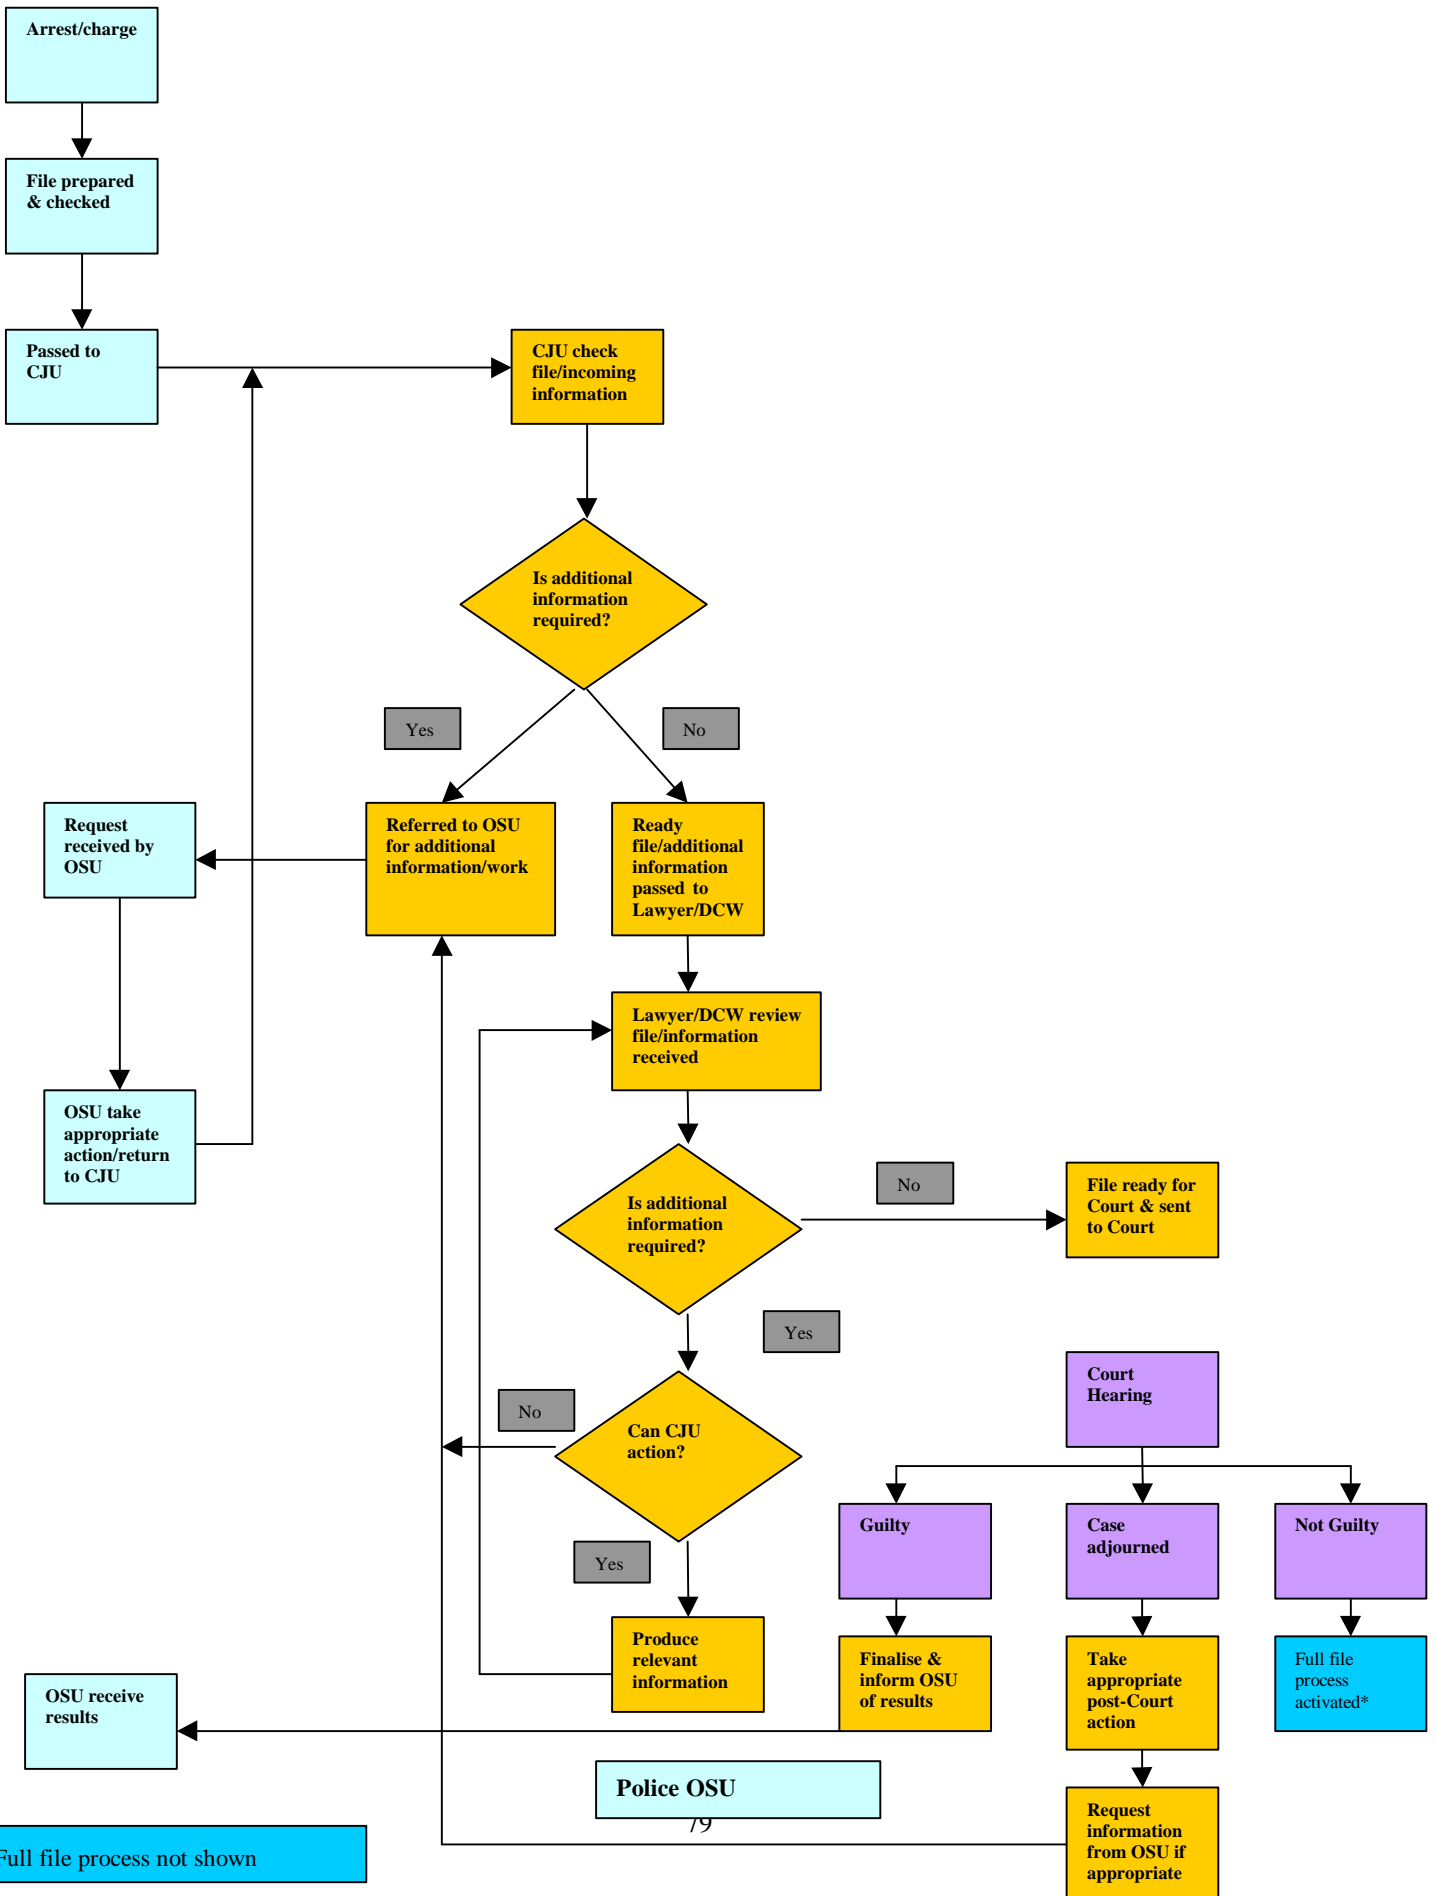 Arrest/charge
File prepared
& checked
Passed to
CJU
CJU check
file/incoming
information
Is additional
information
required?
Yes
No
Request
received by
OSU
Referred to OSU
for additional
information/work
Ready
file/additional
information
passed to
Lawyer/DCW
Lawyer/DCW review
file/information
received
OSU take
appropriate
action/return
to CJU
Is additional
information
required?
No
File ready for
Court & sent
to Court
Yes
Court
Hearing
No
Can CJU
action?
Guilty
Case
adjourned
Not Guilty
Yes
Produce
relevant
information
Finalise &
inform OSU
of results
Take
appropriate
post-Court
action
Full file
process
activated*
OSU receive
results
Police OSU
79
Request
information
from OSU if
appropriate
Full file process not shown